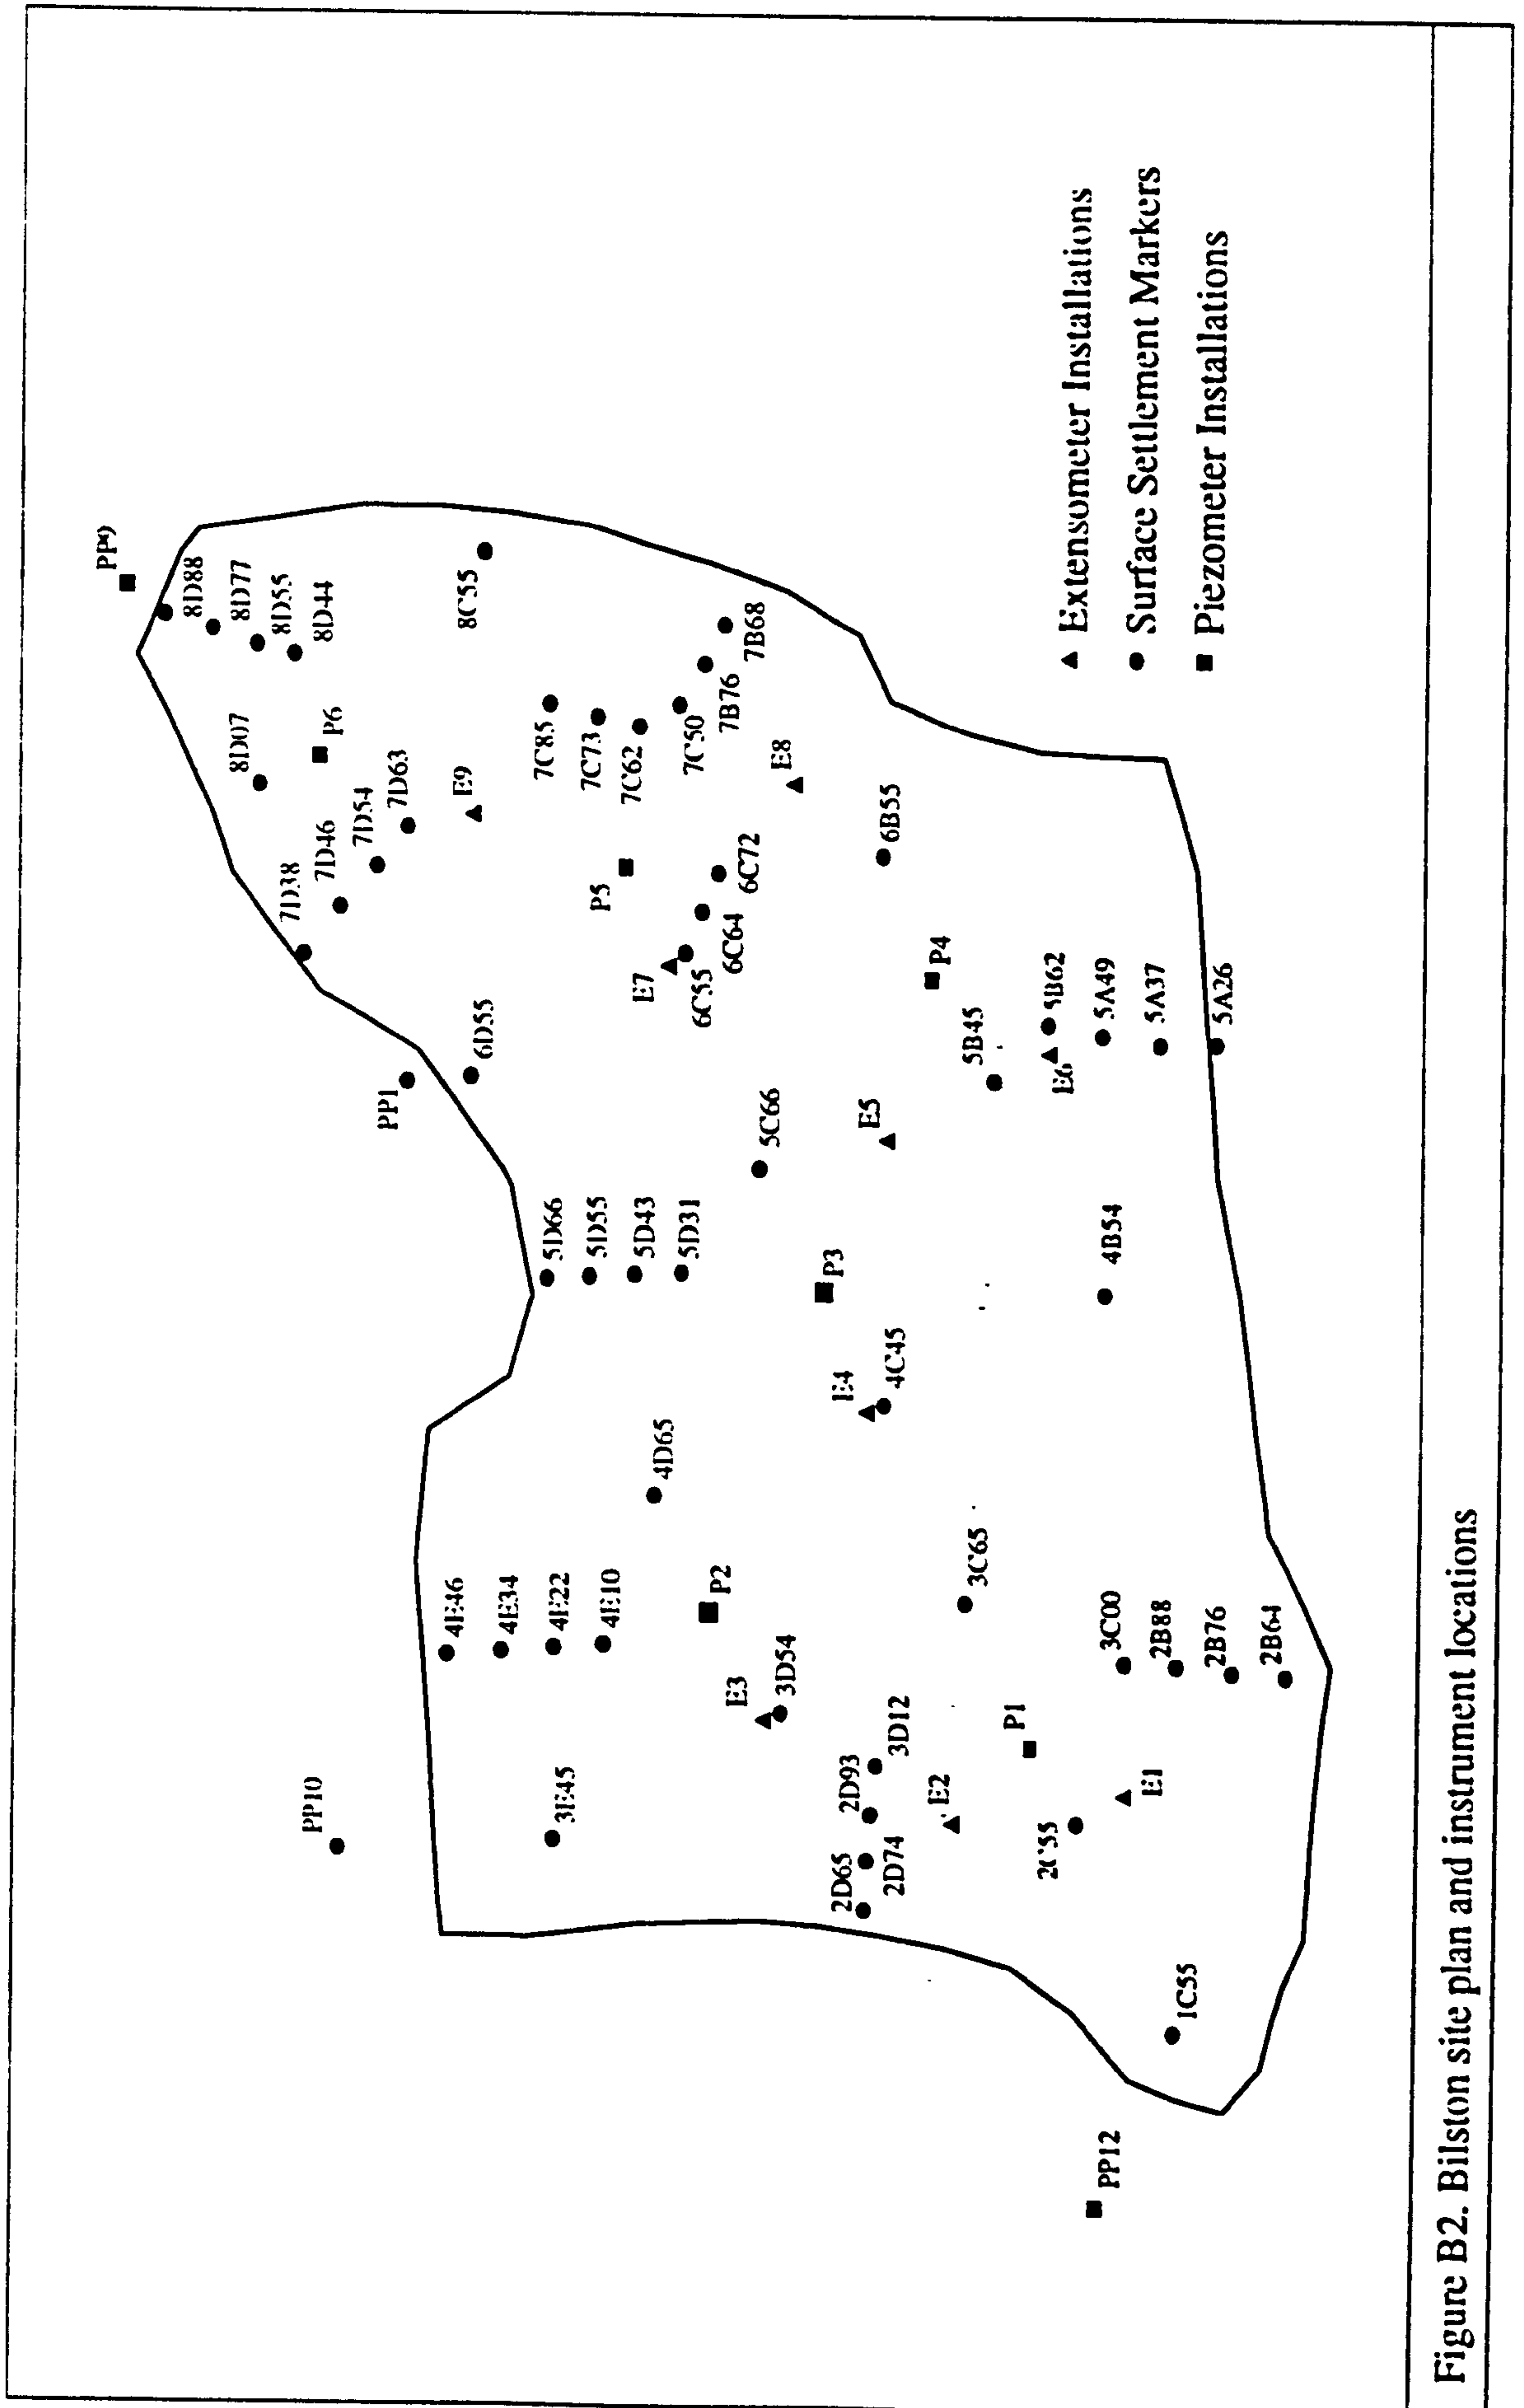 PP9
8D88
8D77
8D55
8D44
8D07
P6
7D38
7D46
7D54
7D63
E9
8C55
PP1
6D55
7C85
7C73
7C62
7C50
7B76
7B68
P5
E7
6C55
6C64
6C72
E8
6B55
PP10
4E46
4E34
4E22
4E10
5D66
5D55
5D43
5D31
3E45
4D65
P2
5C66
E3
3D54
P3
E5
P4
E4
4C45
2D65
2D74
2D93
3D12
E2
3C65
5B45
5B62
E6
5A49
5A37
5A26
P1
2C55
E1
3C00
2B88
2B76
2B64
4B54
1C55
PP12
Extensometer Installations
Surface Settlement Markers
Piezometer Installations
Figure B2. Bilston site plan and instrument locations